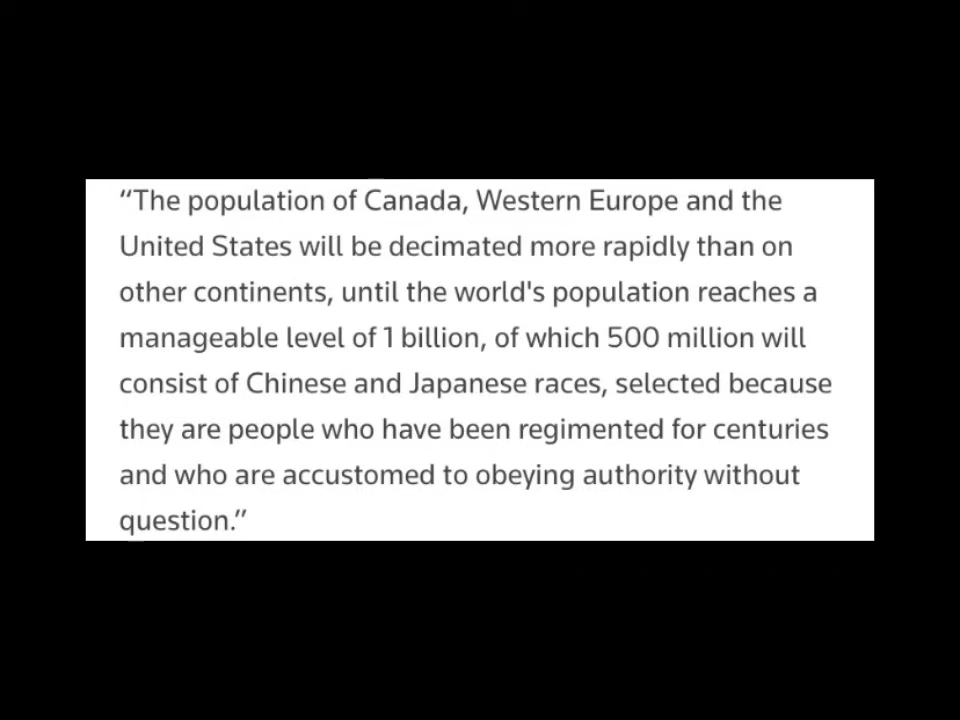 “The population of Canada, Western Europe and the
United States will be decimated more rapidly than on
other continents, until the world's population reaches a
manageable level of 1 billion, of which 500 million will
consist of Chinese and Japanese races, selected because
they are people who have been regimented for centuries
and who are accustomed to obeying authority without
question.”